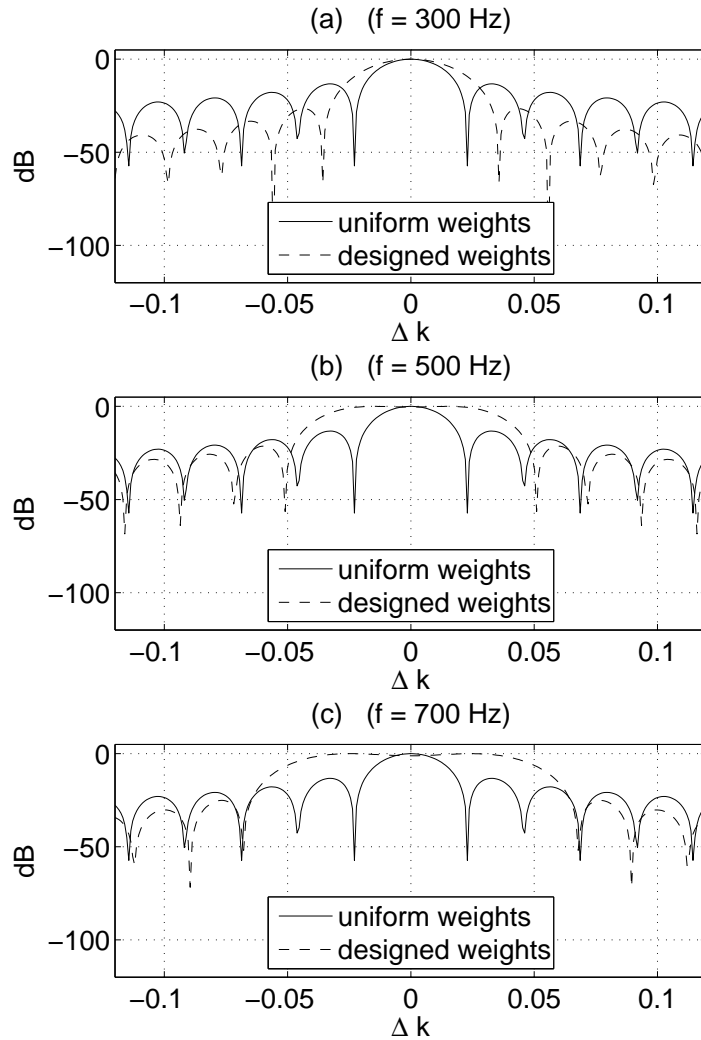 (a) (f = 300 Hz)
0
−50
−100
dB
uniform weights
designed weights
−0.1 −0.05 0 0.05 0.1
Δ k
(b) (f = 500 Hz)
0
−50
−100
dB
uniform weights
designed weights
−0.1 −0.05 0 0.05 0.1
Δ k
(c) (f = 700 Hz)
0
−50
−100
dB
uniform weights
designed weights
−0.1 −0.05 0 0.05 0.1
Δ k